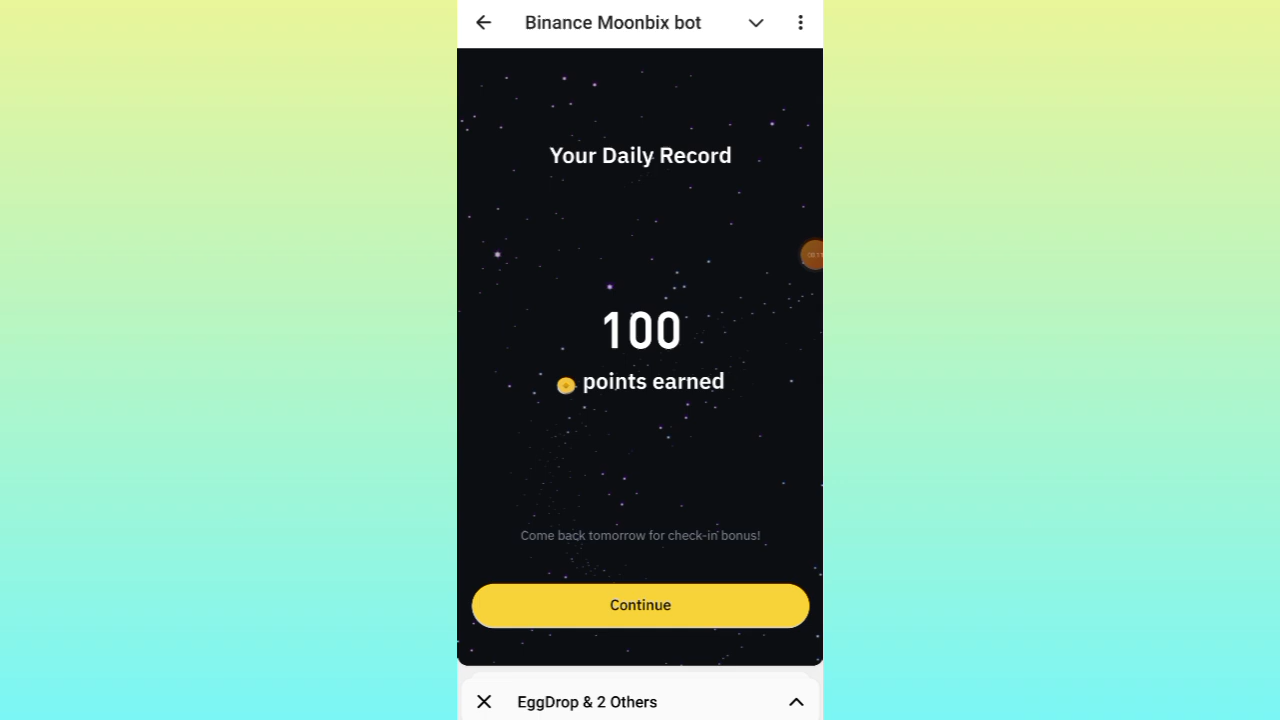 Binance Moonbix bot
Your Daily Record
100
points earned
Come back tomorrow for check-in bonus!
Continue
EggDrop & 2 Others